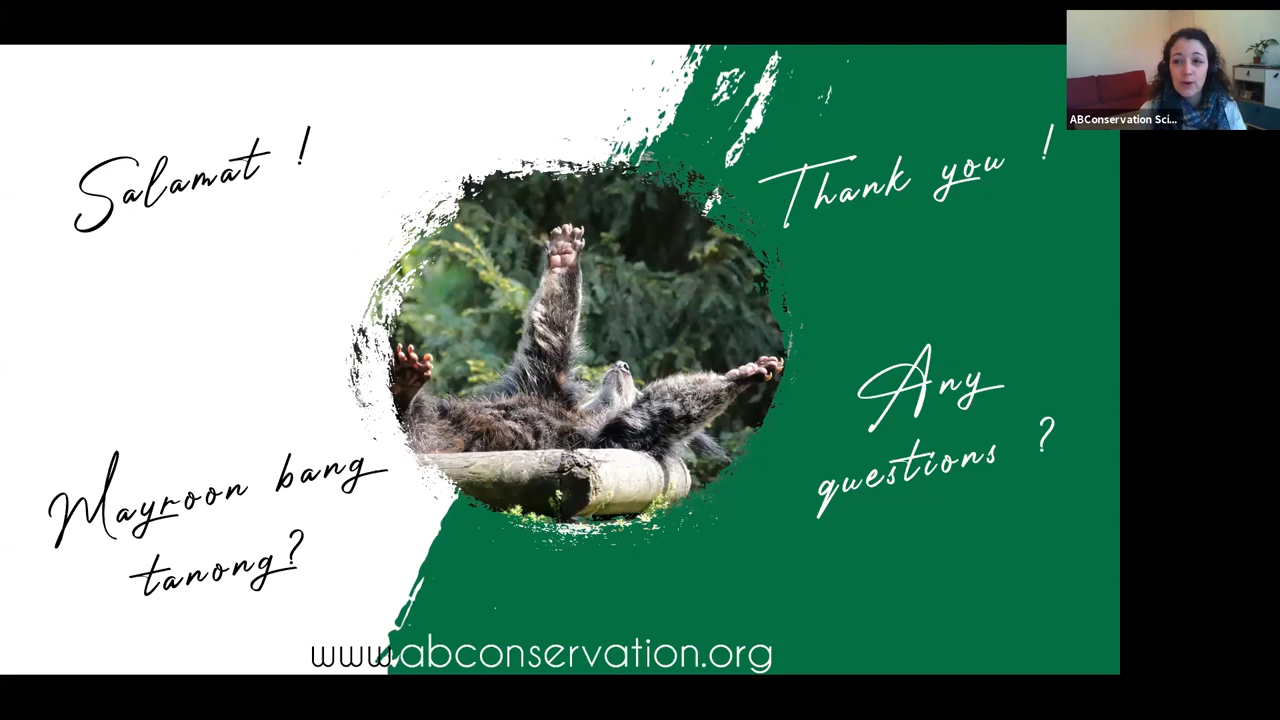 Salamat !
Thank you !
Any
questions ?
Mayroon bang
tanong?
www.abconservation.org
ABConservation Sci...